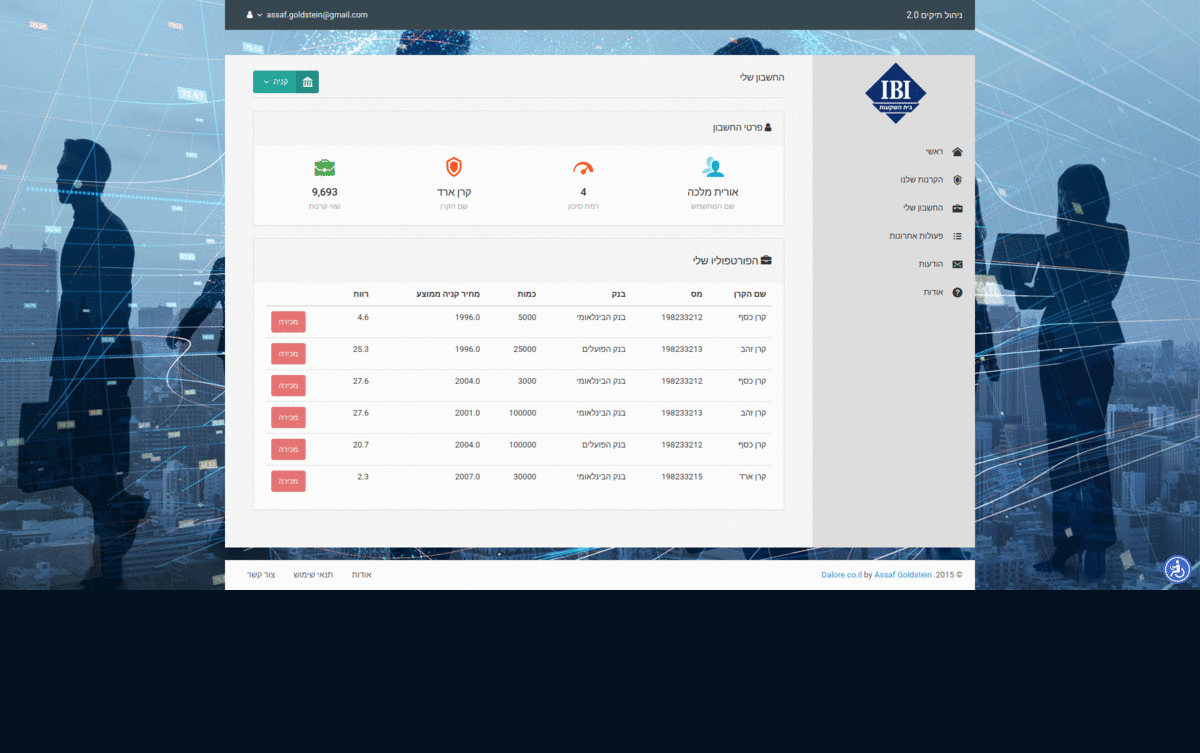 ניהול תיקים 2.0
assaf.goldstein@gmail.com
IBI
בית השקעות
ראשי
הקרנות שלנו
החשבון שלי
פעולות אחרונות
הודעות
אודות
החשבון שלי
קניה
פרטי החשבון
אורית מלכה
שם המתשמש
4
רמת סיכון
קרן ארד
שם הקרן
9,693
שווי קרנות
הפורטפוליו שלי
שם הקרן מס בנק כמות מחיר קניה ממוצע רווח
קרן כסף 198233212 בנק הבינלאומי 5000 1996.0 4.6 מכירה
קרן זהב 198233213 בנק הפועלים 25000 1996.0 25.3 מכירה
קרן כסף 198233212 בנק הבינלאומי 3000 2004.0 27.6 מכירה
קרן זהב 198233213 בנק הבינלאומי 100000 2001.0 27.6 מכירה
קרן כסף 198233212 בנק הפועלים 100000 2004.0 20.7 מכירה
קרן ארד 198233215 בנק הבינלאומי 30000 2007.0 2.3 מכירה
© 2015. Dalore.co.il by Assaf Goldstein
אודות תנאי שימוש צור קשר